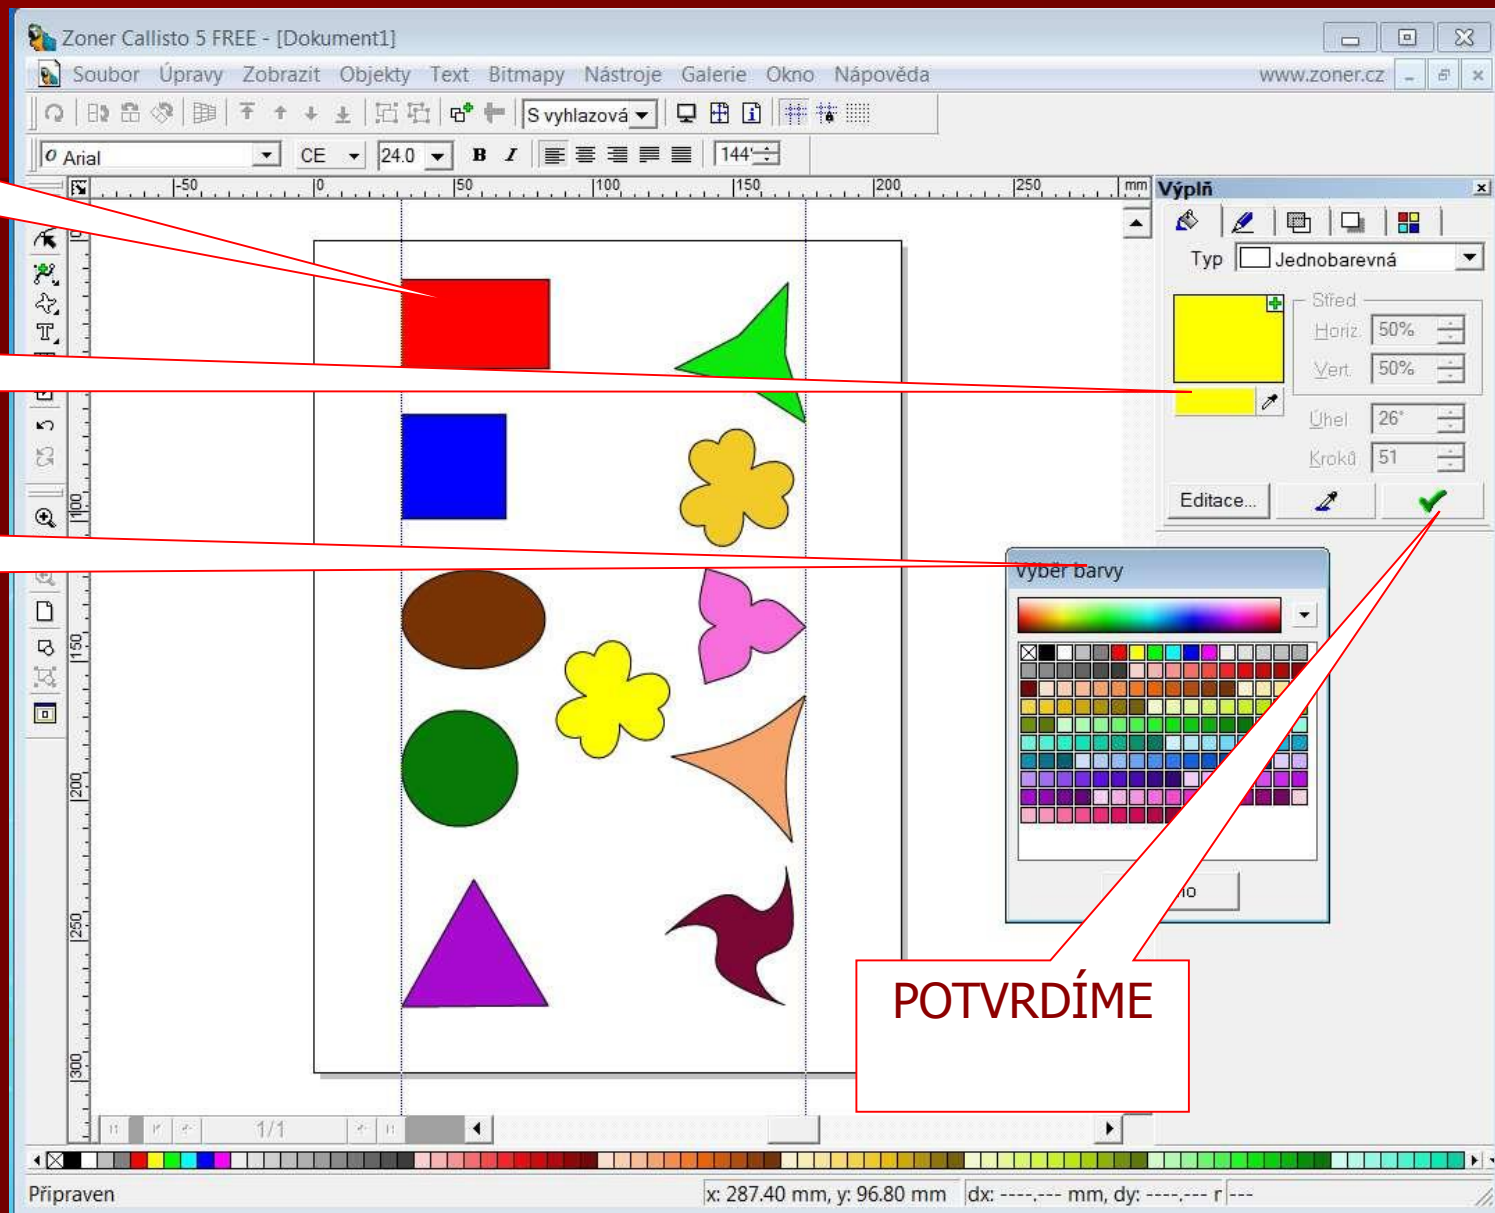 Zoner Callisto 5 FREE - [Dokument1]
Soubor Úpravy Zobrazit Objekty Text Bitmapy Nástroje Galerie Okno Nápověda www.zoner.cz
S vyhlazová
Arial CE 24.0 B I 144%
-50 0 50 100 150 200 250 mm
Výplň
Typ Jednobarevná
Střed
Horiz. 50%
Vert. 50%
Úhel 26°
Kroků 51
Editace...
100
150
200
250
300
Výběr barvy
POTVRDÍME
1/1
Připraven x: 287.40 mm, y: 96.80 mm dx: ----.--- mm, dy: ----.--- r ---